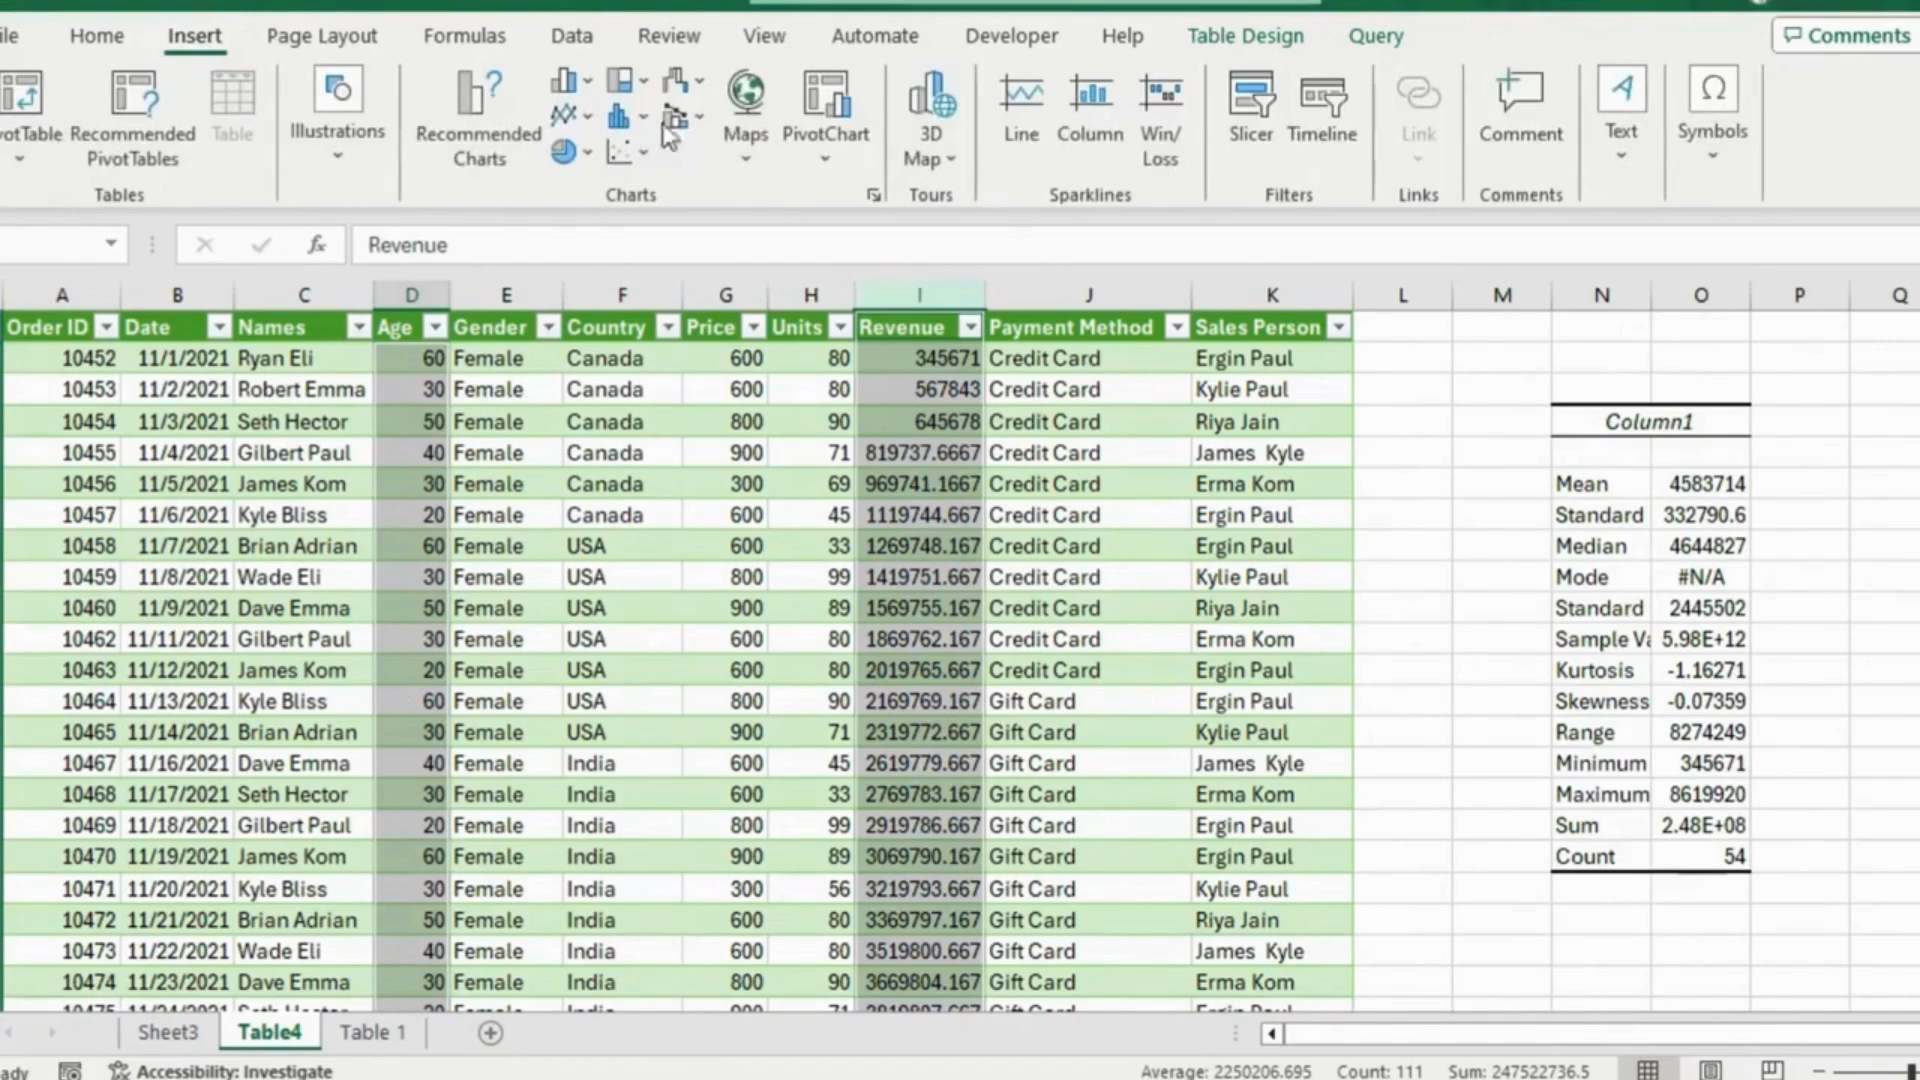 ile Home Insert Page Layout Formulas Data Review View Automate Developer Help Table Design Query Comments
votTable Recommended PivotTables Table Illustrations Recommended Charts Maps PivotChart 3D Map Line Column Win/Loss Slicer Timeline Link Comment Text Symbols
Tables Charts Tours Sparklines Filters Links Comments
fx Revenue
A B C D E F G H I J K L M N O P Q
Order ID Date Names Age Gender Country Price Units Revenue Payment Method Sales Person
10452 11/1/2021 Ryan Eli 60 Female Canada 600 80 345671 Credit Card Ergin Paul
10453 11/2/2021 Robert Emma 30 Female Canada 600 80 567843 Credit Card Kylie Paul
10454 11/3/2021 Seth Hector 50 Female Canada 800 90 645678 Credit Card Riya Jain Column1
10455 11/4/2021 Gilbert Paul 40 Female Canada 900 71 819737.6667 Credit Card James Kyle
10456 11/5/2021 James Kom 30 Female Canada 300 69 969741.1667 Credit Card Erma Kom Mean 4583714
10457 11/6/2021 Kyle Bliss 20 Female Canada 600 45 1119744.667 Credit Card Ergin Paul Standard 332790.6
10458 11/7/2021 Brian Adrian 60 Female USA 600 33 1269748.167 Credit Card Ergin Paul Median 4644827
10459 11/8/2021 Wade Eli 30 Female USA 800 99 1419751.667 Credit Card Kylie Paul Mode #N/A
10460 11/9/2021 Dave Emma 50 Female USA 900 89 1569755.167 Credit Card Riya Jain Standard 2445502
10462 11/11/2021 Gilbert Paul 30 Female USA 600 80 1869762.167 Credit Card Erma Kom Sample Va 5.98E+12
10463 11/12/2021 James Kom 20 Female USA 600 80 2019765.667 Credit Card Ergin Paul Kurtosis -1.16271
10464 11/13/2021 Kyle Bliss 60 Female USA 800 90 2169769.167 Gift Card Ergin Paul Skewness -0.07359
10465 11/14/2021 Brian Adrian 30 Female USA 900 71 2319772.667 Gift Card Kylie Paul Range 8274249
10467 11/16/2021 Dave Emma 40 Female India 600 45 2619779.667 Gift Card James Kyle Minimum 345671
10468 11/17/2021 Seth Hector 30 Female India 600 33 2769783.167 Gift Card Erma Kom Maximum 8619920
10469 11/18/2021 Gilbert Paul 20 Female India 800 99 2919786.667 Gift Card Ergin Paul Sum 2.48E+08
10470 11/19/2021 James Kom 60 Female India 900 89 3069790.167 Gift Card Ergin Paul Count 54
10471 11/20/2021 Kyle Bliss 30 Female India 300 56 3219793.667 Gift Card Kylie Paul
10472 11/21/2021 Brian Adrian 50 Female India 600 80 3369797.167 Gift Card Riya Jain
10473 11/22/2021 Wade Eli 40 Female India 600 80 3519800.667 Gift Card James Kyle
10474 11/23/2021 Dave Emma 30 Female India 800 90 3669804.167 Gift Card Erma Kom
Sheet3 Table4 Table 1
ady Accessibility: Investigate Average: 2250206.695 Count: 111 Sum: 247522736.5